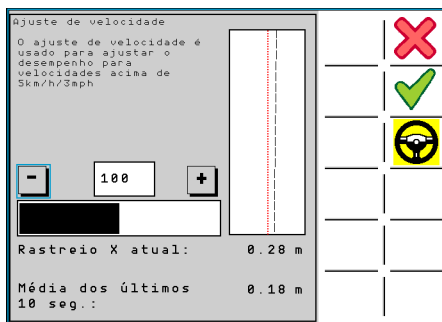 Ajuste de velocidade
O ajuste de velocidade é
usado para ajustar o
desempenho para
velocidades acima de
5km/h/3mph
- 100 +
Rastreio X atual: 0.28 m
Média dos últimos 0.18 m
10 seg.: